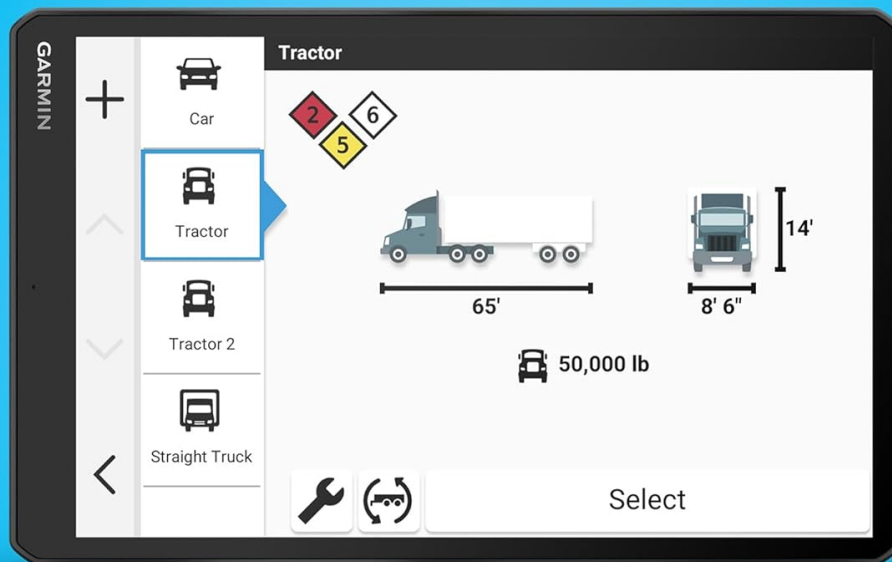 GARMIN
Car
Tractor
Tractor 2
Straight Truck
Tractor
2
6
5
65'
14'
8' 6"
50,000 lb
Select